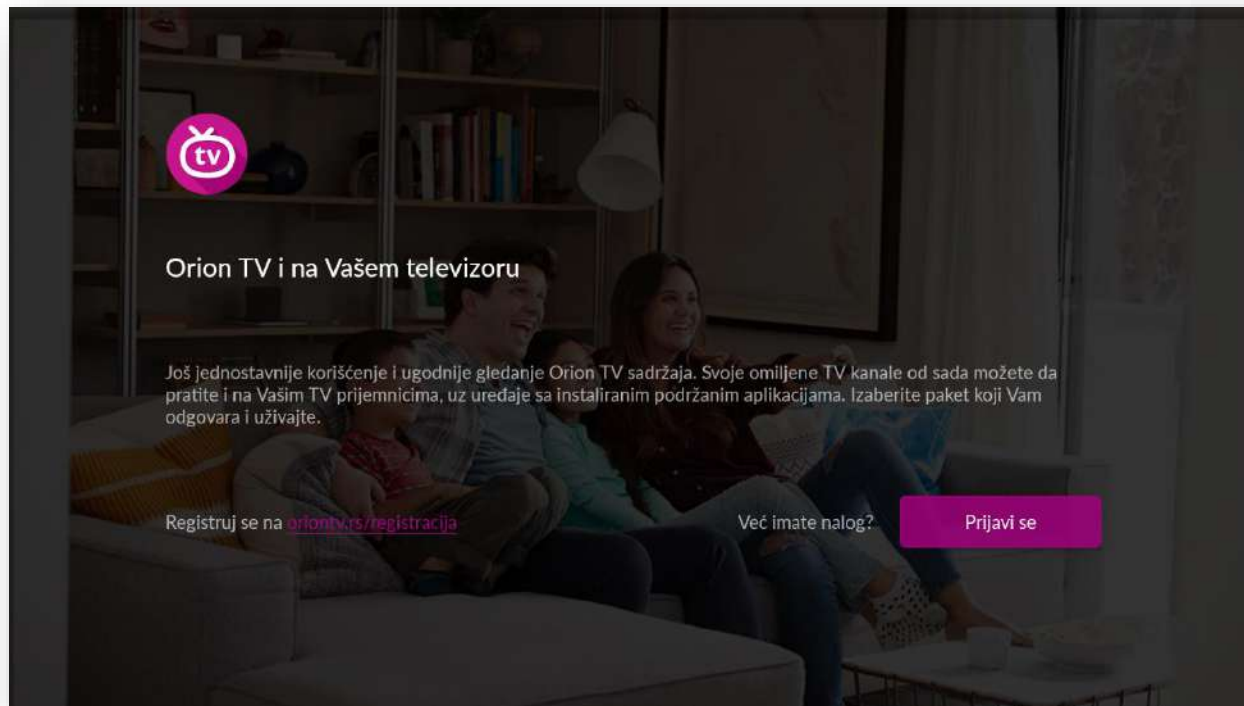 tv
Orion TV i na Vašem televizoru
Još jednostavnije korišćenje i ugodnije gledanje Orion TV sadržaja. Svoje omiljene TV kanale od sada možete da
pratite i na Vašim TV prijemnicima, uz uređaje sa instaliranim podržanim aplikacijama. Izaberite paket koji Vam
odgovara i uživajte.
Registruj se na oriontv.rs/registracija
Već imate nalog?
Prijavi se